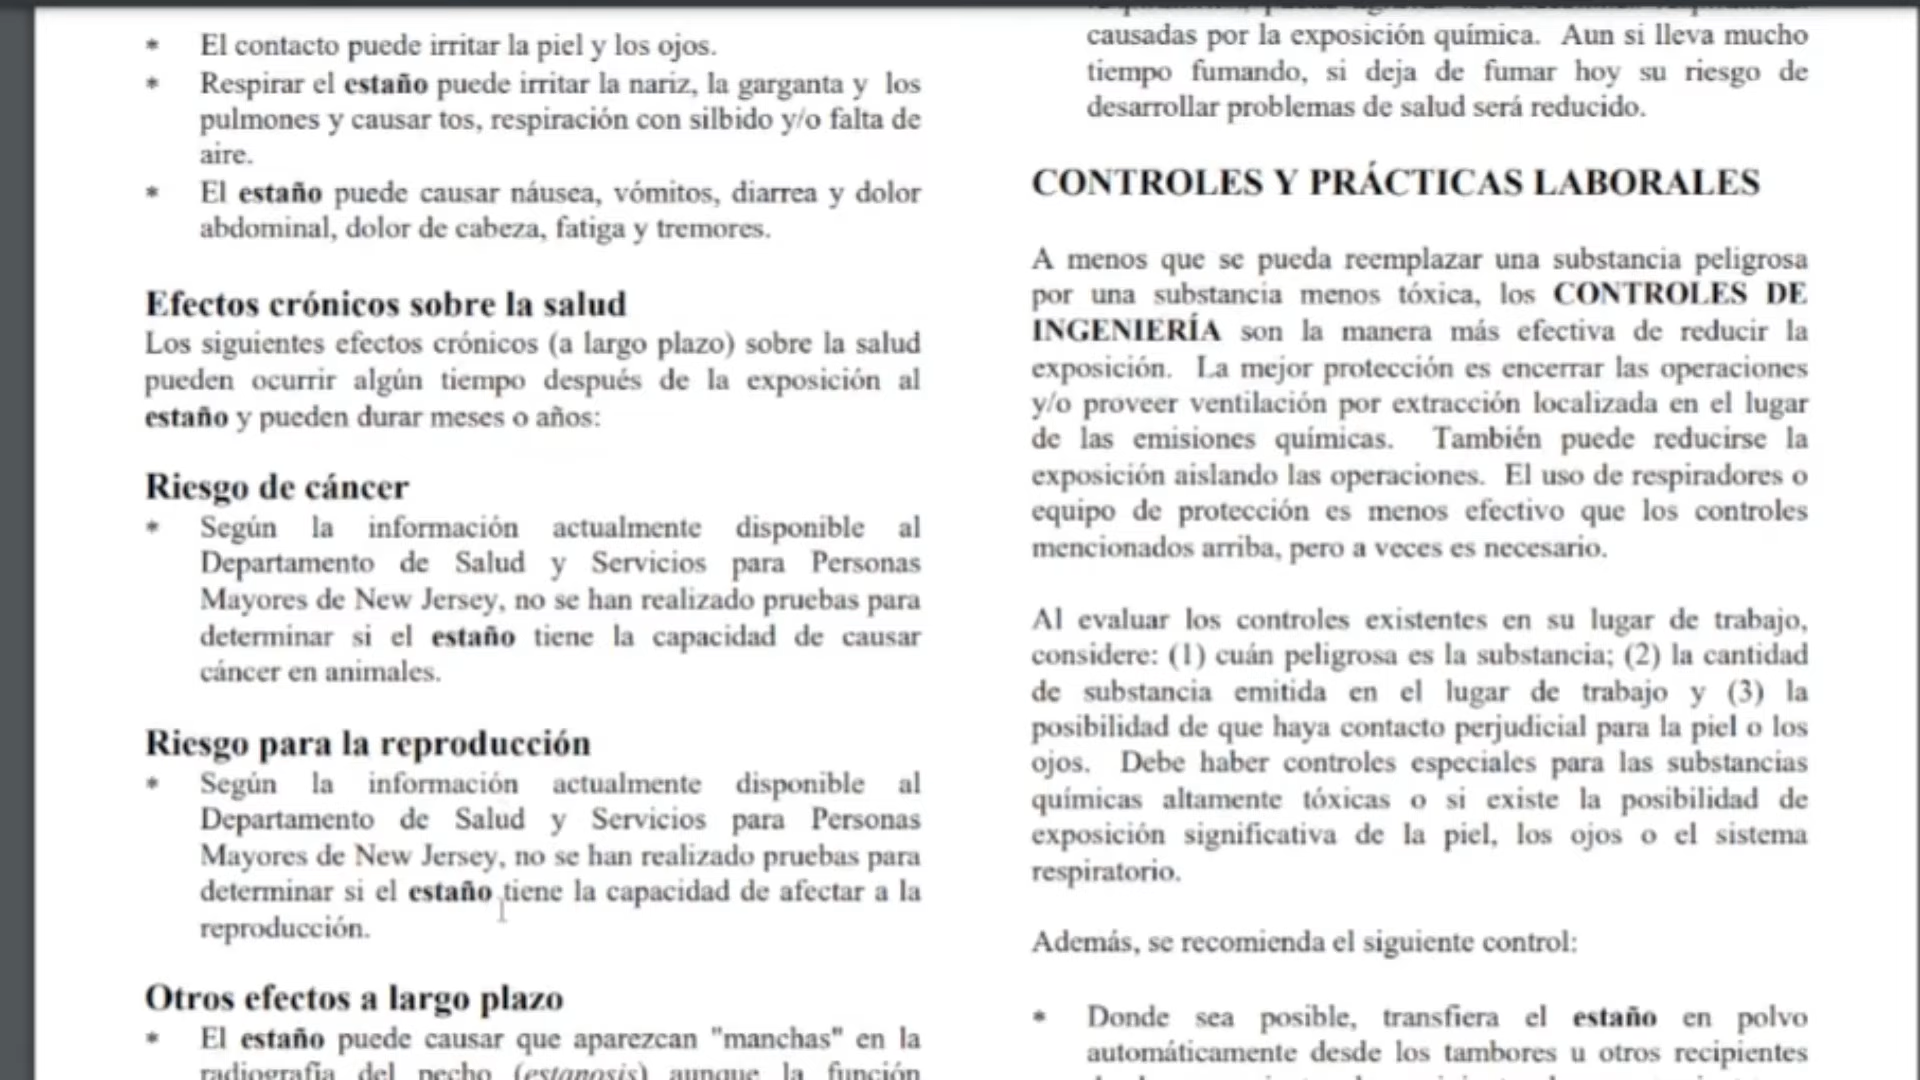 * El contacto puede irritar la piel y los ojos.
* Respirar el estaño puede irritar la nariz, la garganta y los
pulmones y causar tos, respiración con silbido y/o falta de
aire.
* El estaño puede causar náusea, vómitos, diarrea y dolor
abdominal, dolor de cabeza, fatiga y tremores.
Efectos crónicos sobre la salud
Los siguientes efectos crónicos (a largo plazo) sobre la salud
pueden ocurrir algún tiempo después de la exposición al
estaño y pueden durar meses o años:
Riesgo de cáncer
* Según la información actualmente disponible al
Departamento de Salud y Servicios para Personas
Mayores de New Jersey, no se han realizado pruebas para
determinar si el estaño tiene la capacidad de causar
cáncer en animales.
Riesgo para la reproducción
* Según la información actualmente disponible al
Departamento de Salud y Servicios para Personas
Mayores de New Jersey, no se han realizado pruebas para
determinar si el estaño tiene la capacidad de afectar a la
reproducción.
Otros efectos a largo plazo
* El estaño puede causar que aparezcan "manchas" en la
radiografía del pecho (estanosis) aunque la función
causadas por la exposición química. Aun si lleva mucho
tiempo fumando, si deja de fumar hoy su riesgo de
desarrollar problemas de salud será reducido.
CONTROLES Y PRÁCTICAS LABORALES
A menos que se pueda reemplazar una substancia peligrosa
por una substancia menos tóxica, los CONTROLES DE
INGENIERÍA son la manera más efectiva de reducir la
exposición. La mejor protección es encerrar las operaciones
y/o proveer ventilación por extracción localizada en el lugar
de las emisiones químicas. También puede reducirse la
exposición aislando las operaciones. El uso de respiradores o
equipo de protección es menos efectivo que los controles
mencionados arriba, pero a veces es necesario.
Al evaluar los controles existentes en su lugar de trabajo,
considere: (1) cuán peligrosa es la substancia; (2) la cantidad
de substancia emitida en el lugar de trabajo y (3) la
posibilidad de que haya contacto perjudicial para la piel o los
ojos. Debe haber controles especiales para las substancias
químicas altamente tóxicas o si existe la posibilidad de
exposición significativa de la piel, los ojos o el sistema
respiratorio.
Además, se recomienda el siguiente control:
* Donde sea posible, transfiera el estaño en polvo
automáticamente desde los tambores u otros recipientes